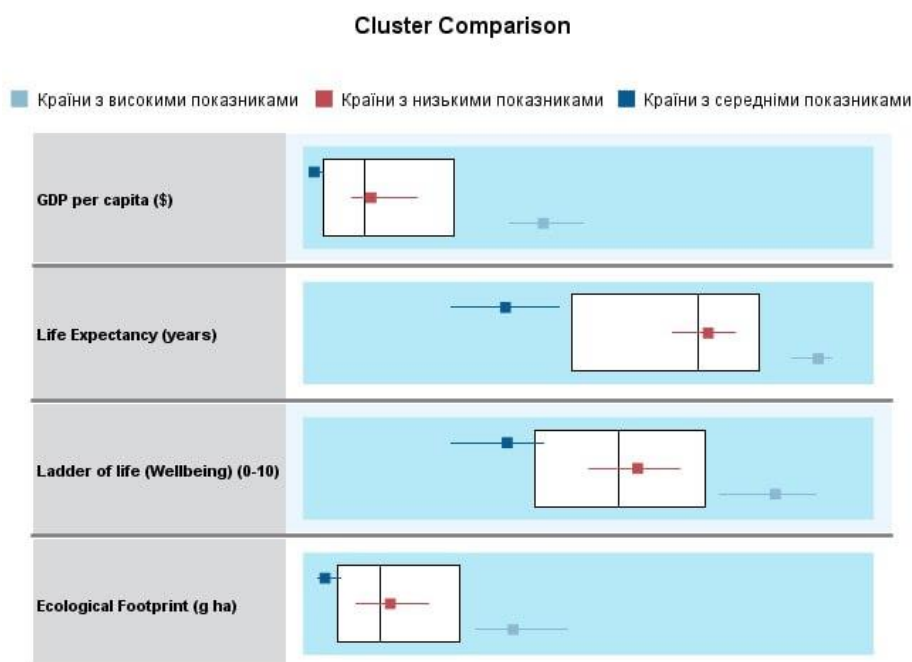 Cluster Comparison
Країни з високими показниками Країни з низькими показниками Країни з середніми показниками
GDP per capita ($)
Life Expectancy (years)
Ladder of life (Wellbeing) (0-10)
Ecological Footprint (g ha)